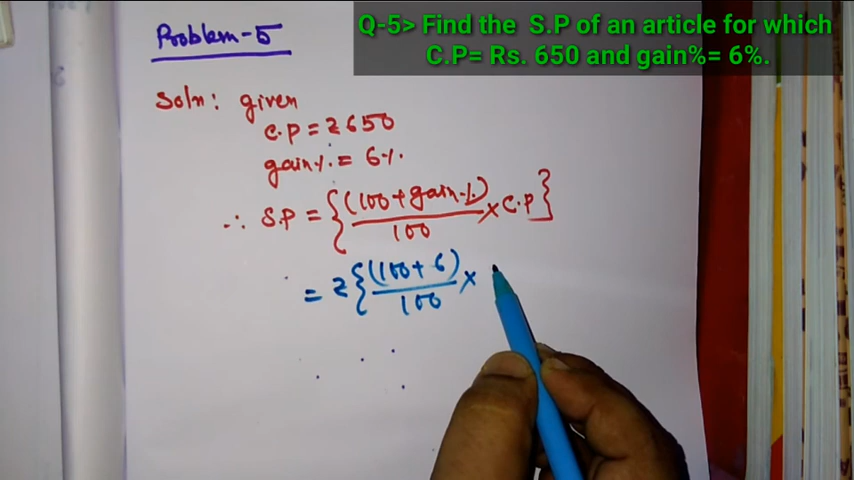 Problem-5
Q-5> Find the S.P of an article for which
C.P= Rs. 650 and gain%= 6%.
Soln: given
C.P = ₹650
gain% = 6%.
∴ S.P = {(100+gain%)/100 × C.P}
= ₹{(100+6)/100 ×